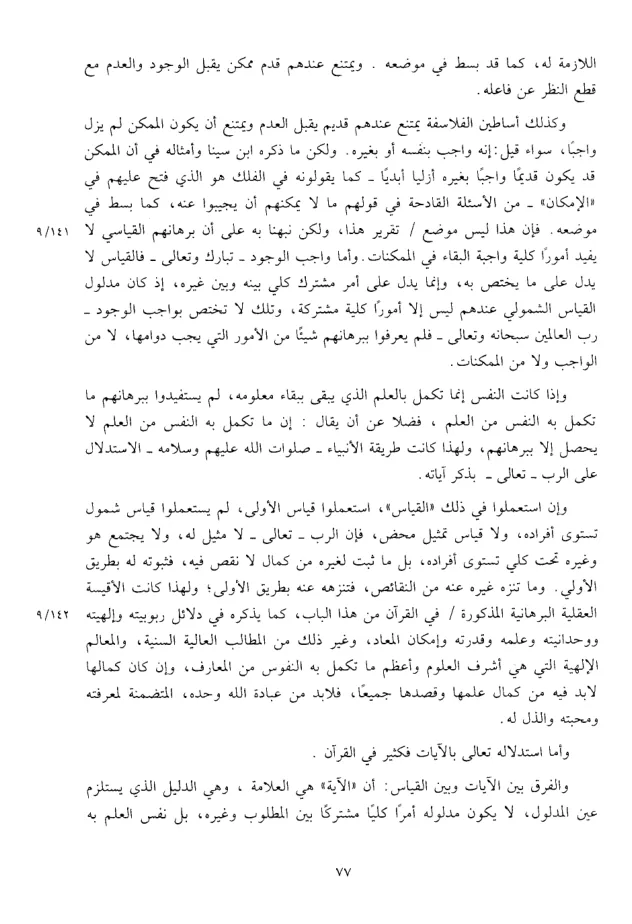 اللازمة له، كما قد بسط في موضعه . ويمتنع عندهم قدم ممكن يقبل الوجود والعدم مع
قطع النظر عن فاعله.
وكذلك أساطين الفلاسفة يمتنع عندهم قديم يقبل العدم ويمتنع أن يكون الممكن لم يزل
واجبًا، سواء قيل: إنه واجب بنفسه أو بغيره. ولكن ما ذكره ابن سينا وأمثاله في أن الممكن
قد يكون قديمًا واجبًا بغيره أزليا أبديًا ـ كما يقولونه في الفلك هو الذي فتح عليهم في
«الإمكان» ـ من الأسئلة القادحة في قولهم ما لا يمكنهم أن يجيبوا عنه، كما بسط في
موضعه. فإن هذا ليس موضع / تقرير هذا، ولكن نبهنا به على أن برهانهم القياسي لا
٩/١٤١
يفيد أمورًا كلية واجبة البقاء في الممكنات. وأما واجب الوجود ـ تبارك وتعالى ـ فالقياس لا
يدل على ما يختص به، وإنما يدل على أمر مشترك كلي بينه وبين غيره، إذ كان مدلول
القياس الشمولي عندهم ليس إلا أمورًا كلية مشتركة، وتلك لا تختص بواجب الوجود ـ
رب العالمين سبحانه وتعالى ـ فلم يعرفوا ببرهانهم شيئًا من الأمور التي يجب دوامها، لا من
الواجب ولا من الممكنات.
وإذا كانت النفس إنما تكمل بالعلم الذي يبقى ببقاء معلومه، لم يستفيدوا ببرهانهم ما
تكمل به النفس من العلم ، فضلا عن أن يقال : إن ما تكمل به النفس من العلم لا
يحصل إلا ببرهانهم، ولهذا كانت طريقة الأنبياء ـ صلوات الله عليهم وسلامه ـ الاستدلال
على الرب ـ تعالى ـ بذكر آياته.
وإن استعملوا في ذلك «القياس»، استعملوا قياس الأولى، لم يستعملوا قياس شمول
تستوى أفراده، ولا قياس تمثيل محض، فإن الرب ـ تعالى ـ لا مثيل له، ولا يجتمع هو
وغيره تحت كلي تستوى أفراده، بل ما ثبت لغيره من كمال لا نقص فيه، فثبوته له بطريق
الأولي. وما تنزه غيره عنه من النقائص، فتنزهه عنه بطريق الأولى؛ ولهذا كانت الأقيسة
العقلية البرهانية المذكورة / في القرآن من هذا الباب، كما يذكره في دلائل ربوبيته وإلهيته
٩/١٤٢
ووحدانيته وعلمه وقدرته وإمكان المعاد، وغير ذلك من المطالب العالية السنية، والمعالم
الإلهية التي هي أشرف العلوم وأعظم ما تكمل به النفوس من المعارف، وإن كان كمالها
لابد فيه من كمال علمها وقصدها جميعًا، فلابد من عبادة الله وحده، المتضمنة لمعرفته
ومحبته والذل له.
وأما استدلاله تعالى بالآيات فكثير في القرآن .
والفرق بين الآيات وبين القياس: أن «الآية» هي العلامة ، وهي الدليل الذي يستلزم
عين المدلول، لا يكون مدلوله أمرًا كليًا مشتركًا بين المطلوب وغيره، بل نفس العلم به
٧٧